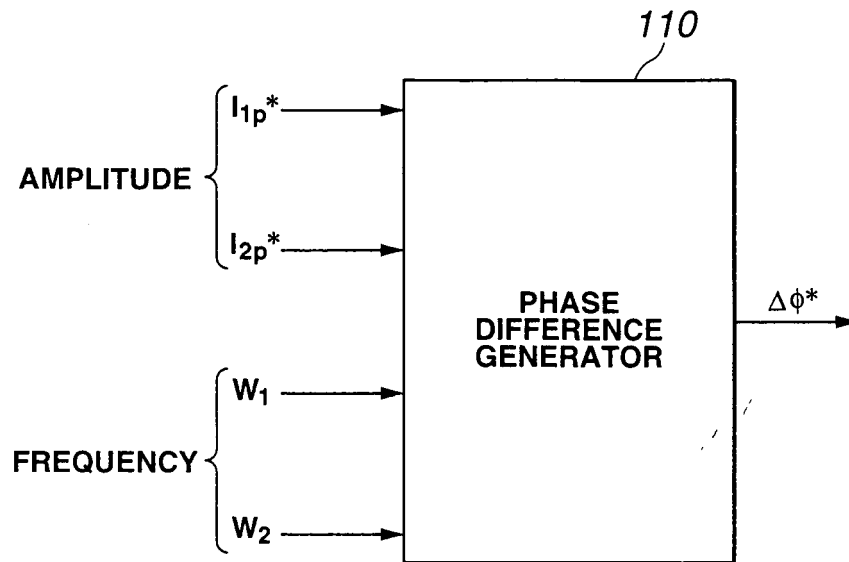 110
I1p*
AMPLITUDE
I2p*
PHASE
DIFFERENCE
GENERATOR
Δϕ*
W1
FREQUENCY
W2